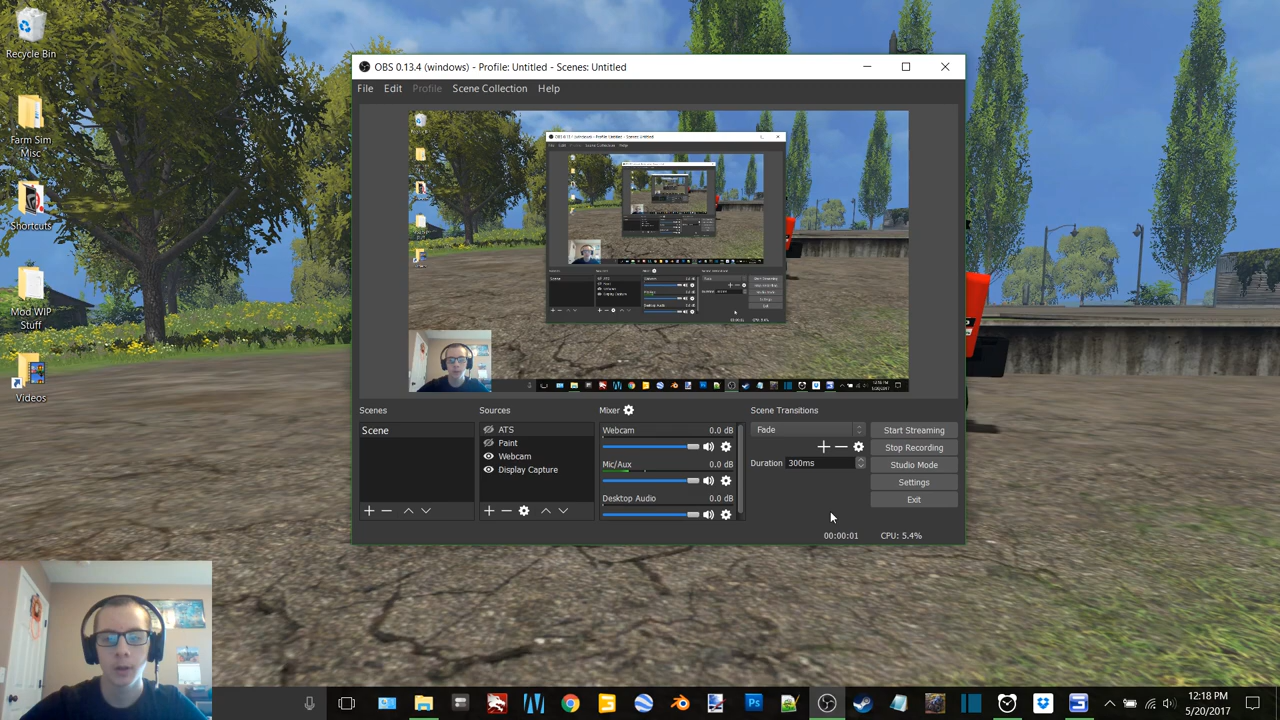 Recycle Bin
Farm Sim
Misc
Shortcuts
Mod WIP
Stuff
Videos
OBS 0.13.4 (windows) - Profile: Untitled - Scenes: Untitled
File Edit Profile Scene Collection Help
Scenes
Scene
Sources
ATS
Paint
Webcam
Display Capture
Mixer
Webcam 0.0 dB
Mic/Aux 0.0 dB
Desktop Audio 0.0 dB
Scene Transitions
Fade
Duration 300ms
Start Streaming
Stop Recording
Studio Mode
Settings
Exit
00:00:01 CPU: 5.4%
Ps
12:18 PM
5/20/2017